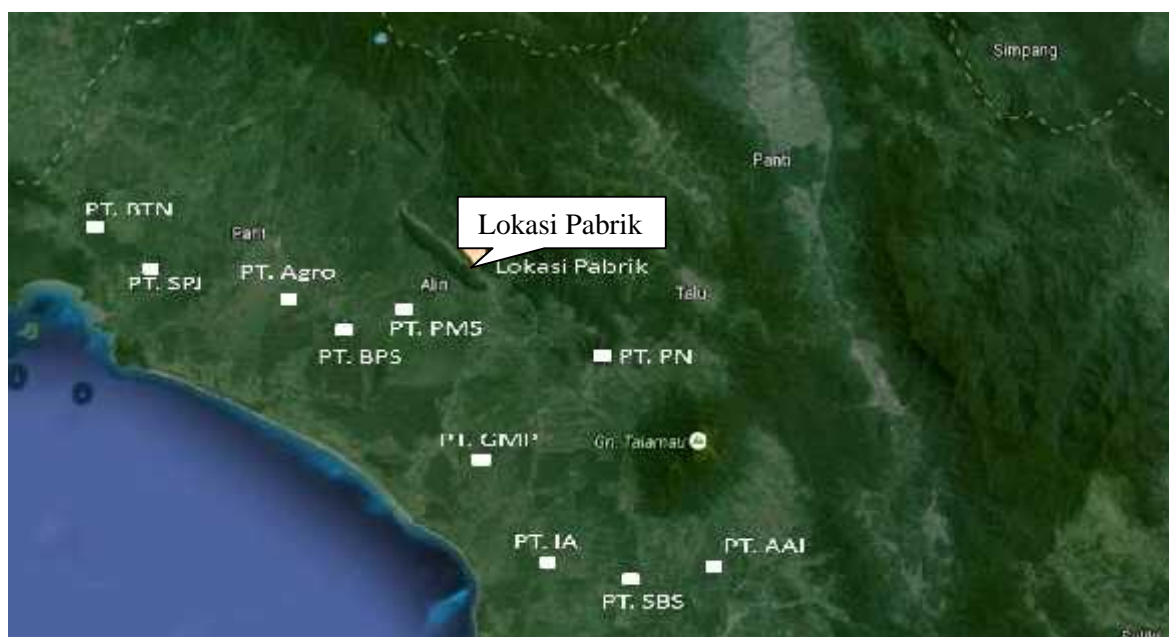 Simpang
Panti
PT. BTN
Lokasi Pabrik
Parit
PT. SPJ
PT. Agro
Lokasi Pabrik
Alin
Talu
PT. PMS
PT. BPS
PT. PN
PT. GMP
Gn. Talamau
PT. IA
PT. AAI
PT. SBS